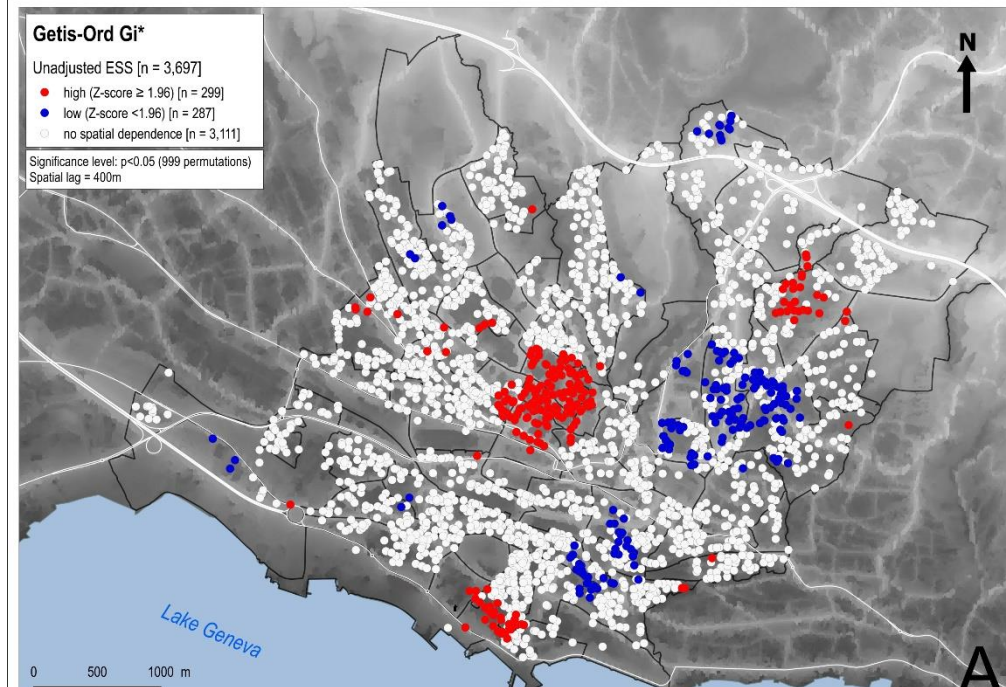 Getis-Ord Gi*
Unadjusted ESS [n = 3,697]
high (Z-score ≥ 1.96) [n = 299]
low (Z-score <1.96) [n = 287]
no spatial dependence [n = 3,111]
Significance level: p<0.05 (999 permutations)
Spatial lag = 400m
N
Lake Geneva
0 500 1000 m
A